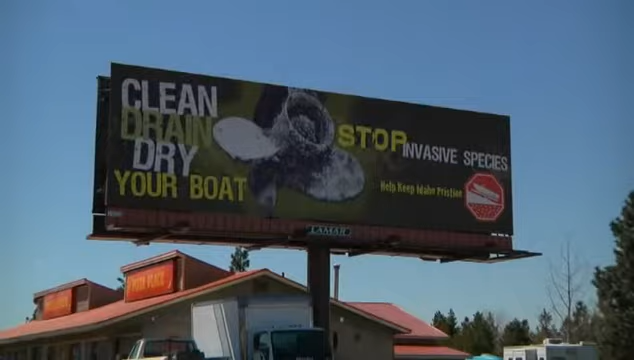 CLEAN
DRAIN
DRY
YOUR BOAT
STOP INVASIVE SPECIES
Help Keep Idaho Pristine
LAMAR